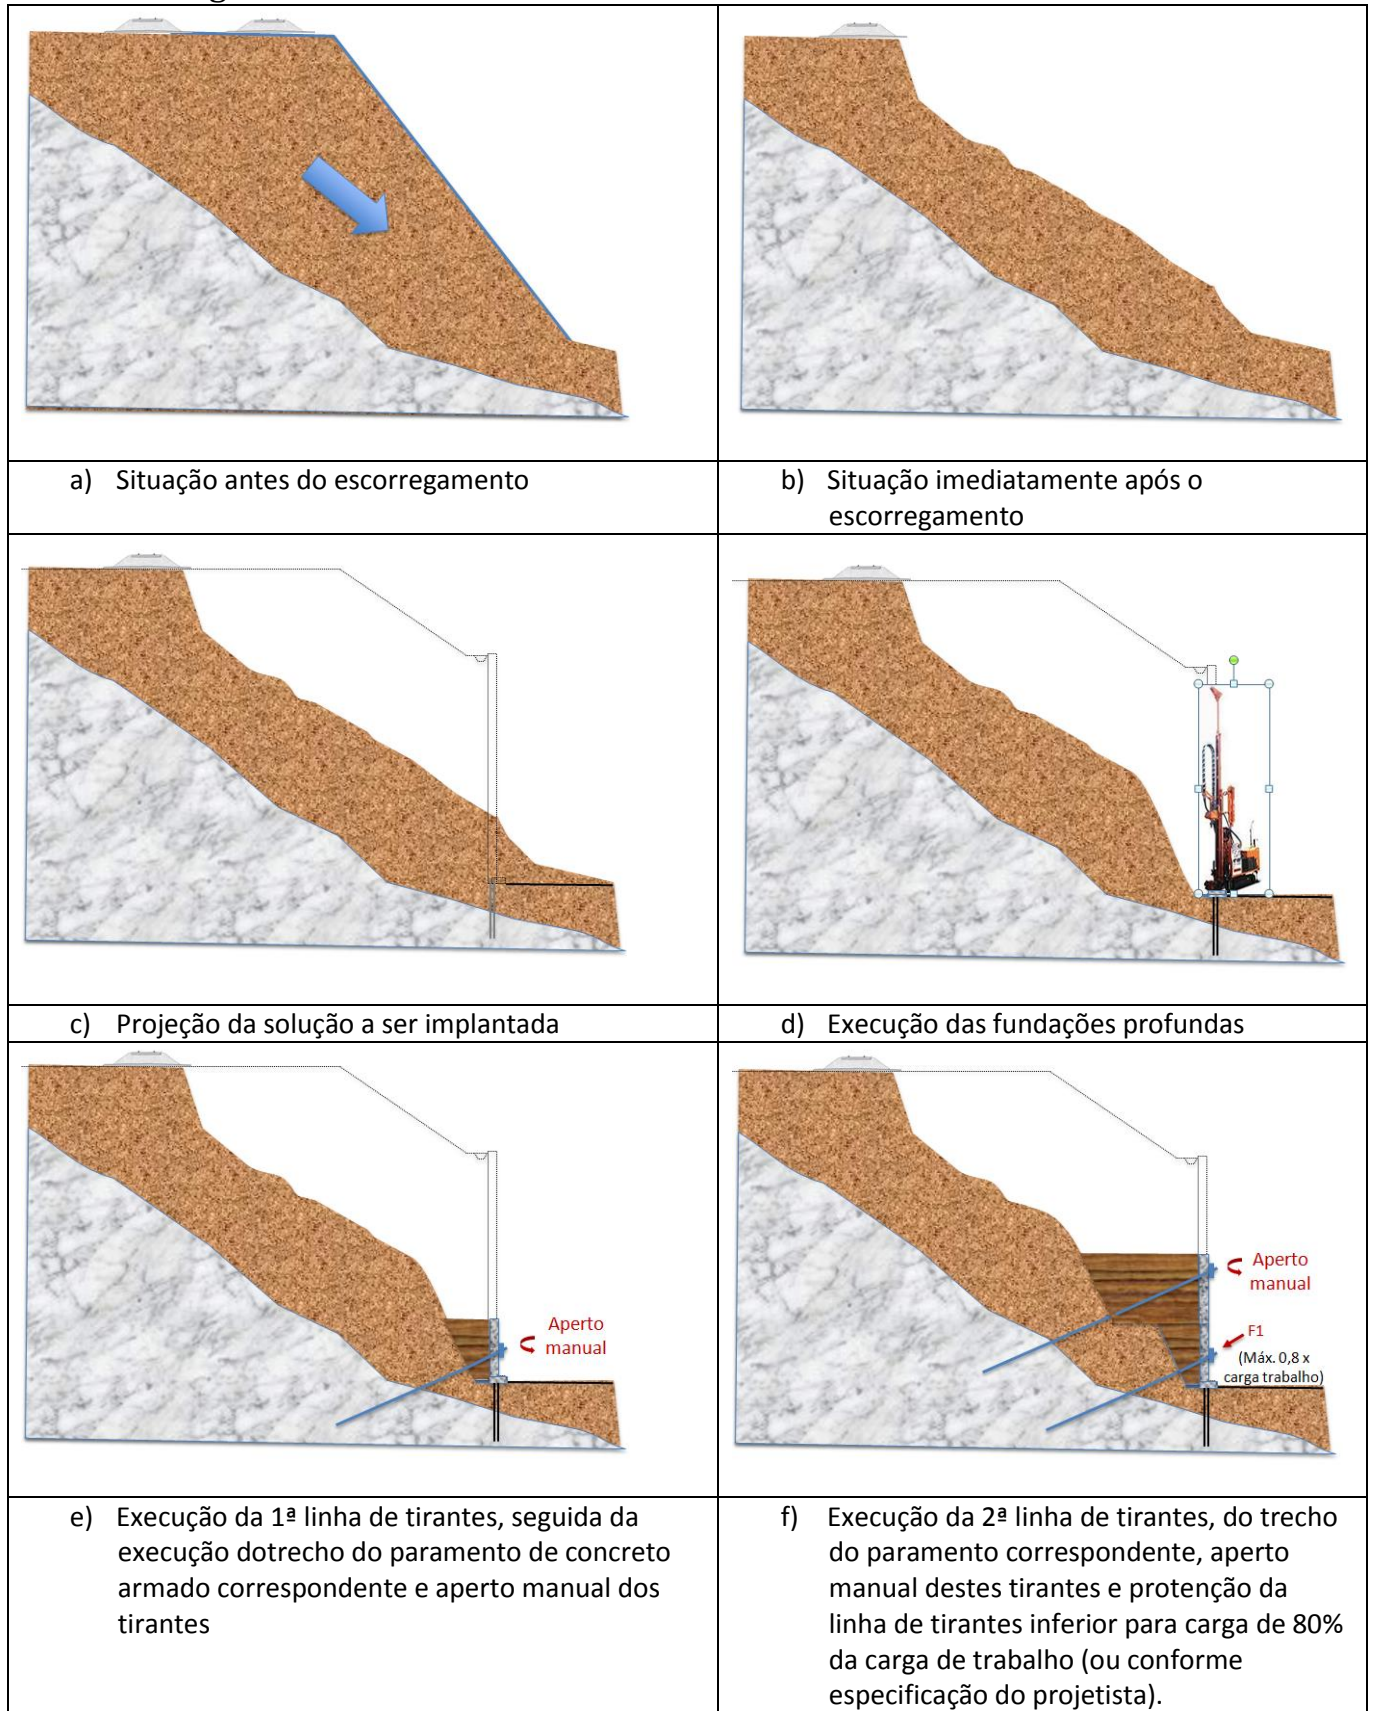 a) Situação antes do escorregamento
b) Situação imediatamente após o
escorregamento
c) Projeção da solução a ser implantada
d) Execução das fundações profundas
Aperto
manual
Aperto
manual
F1
(Máx. 0,8 x
carga trabalho)
e) Execução da 1ª linha de tirantes, seguida da
execução dotrecho do paramento de concreto
armado correspondente e aperto manual dos
tirantes
f) Execução da 2ª linha de tirantes, do trecho
do paramento correspondente, aperto
manual destes tirantes e protenção da
linha de tirantes inferior para carga de 80%
da carga de trabalho (ou conforme
especificação do projetista).